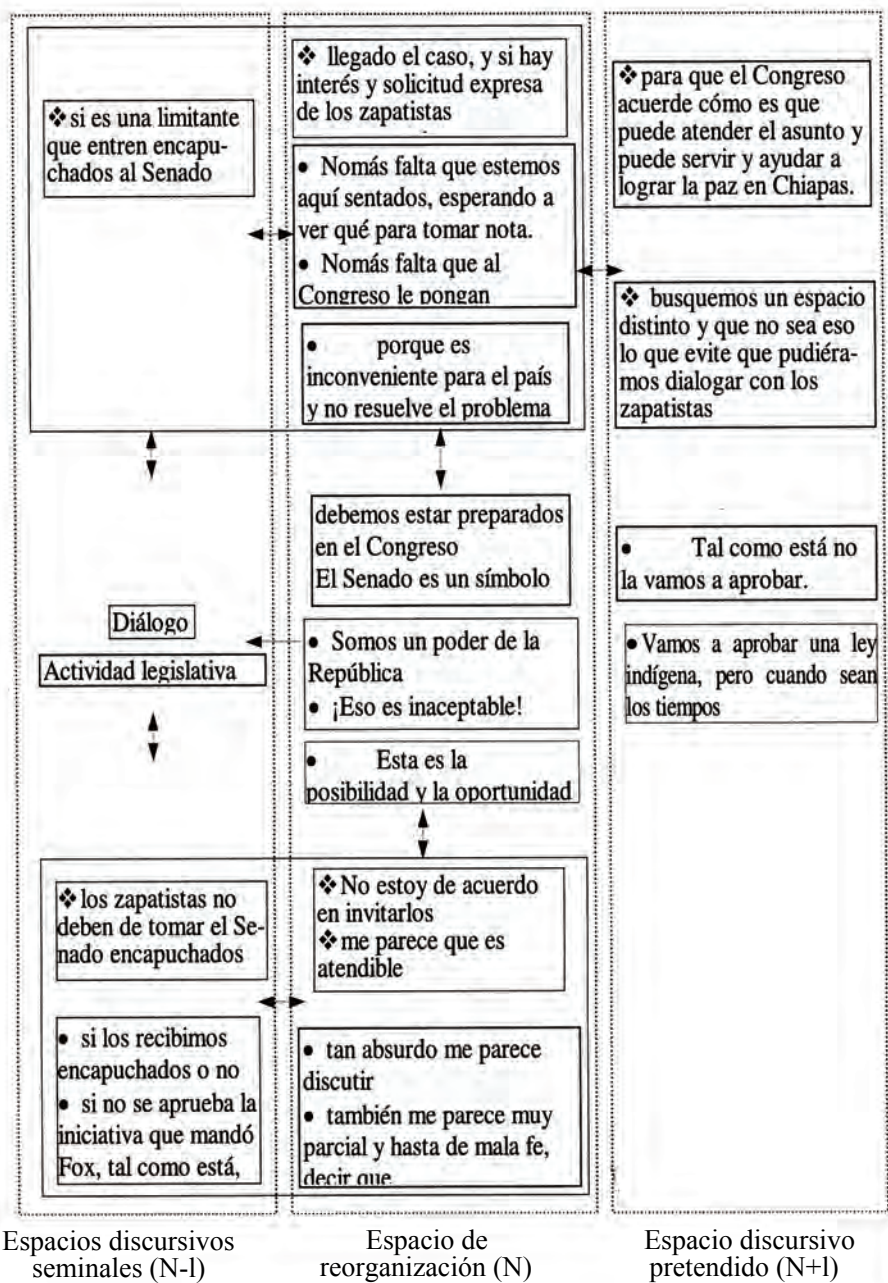 ❖ si es una limitante
que entren encapu-
chados al Senado
Diálogo
Actividad legislativa
❖ los zapatistas no
deben de tomar el Se-
nado encapuchados
• si los recibimos
encapuchados o no
• si no se aprueba la
iniciativa que mandó
Fox, tal como está,
Espacios discursivos
seminales (N-l)
❖ llegado el caso, y si hay
interés y solicitud expresa
de los zapatistas
• Nomás falta que estemos
aquí sentados, esperando a
ver qué para tomar nota.
• Nomás falta que al
Congreso le pongan
• porque es
inconveniente para el país
y no resuelve el problema
debemos estar preparados
en el Congreso
El Senado es un símbolo
• Somos un poder de la
República
• ¡Eso es inaceptable!
• Esta es la
posibilidad y la oportunidad
❖ No estoy de acuerdo
en invitarlos
❖ me parece que es
atendible
• tan absurdo me parece
discutir
• también me parece muy
parcial y hasta de mala fe,
decir que
Espacio de
reorganización (N)
❖ para que el Congreso
acuerde cómo es que
puede atender el asunto y
puede servir y ayudar a
lograr la paz en Chiapas.
❖ busquemos un espacio
distinto y que no sea eso
lo que evite que pudiéra-
mos dialogar con los
zapatistas
• Tal como está no
la vamos a aprobar.
• Vamos a aprobar una ley
indígena, pero cuando sean
los tiempos
Espacio discursivo
pretendido (N+l)